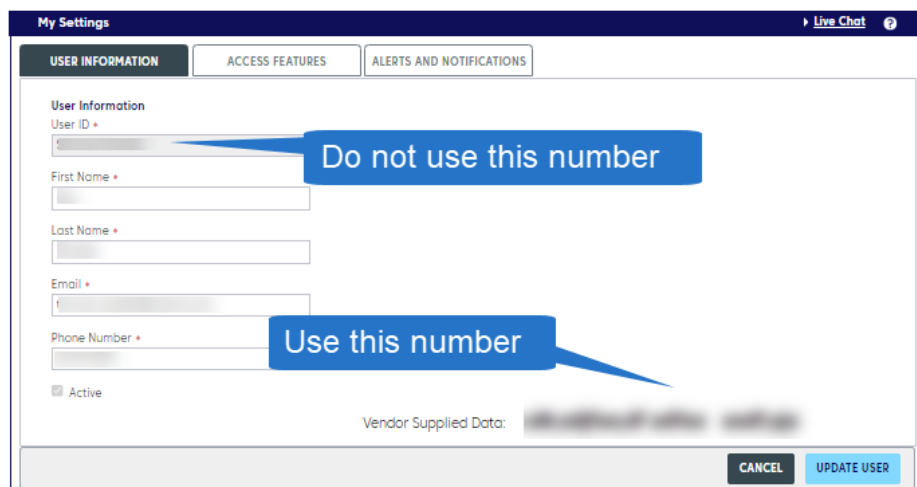 My Settings
Live Chat ?
USER INFORMATION ACCESS FEATURES ALERTS AND NOTIFICATIONS
User Information
User ID *
Do not use this number
First Name *
Last Name *
Email *
Phone Number *
Use this number
Active
Vendor Supplied Data:
CANCEL UPDATE USER